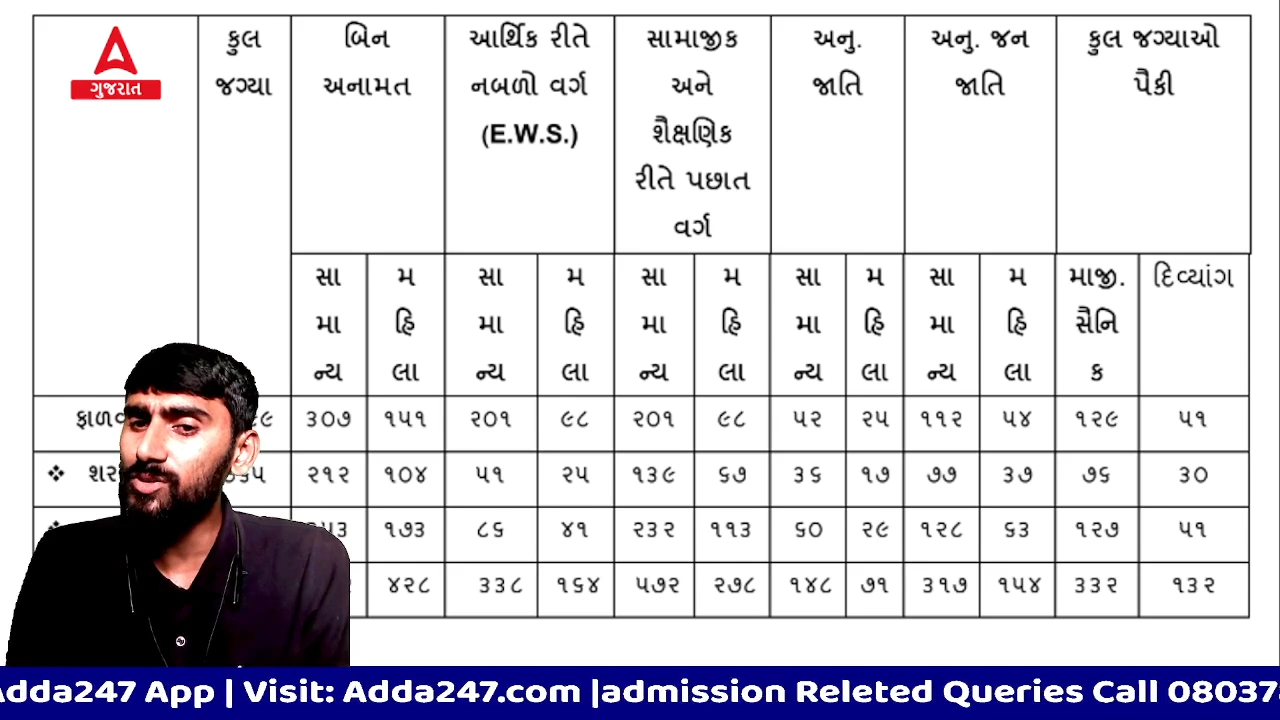 ગુજરાત
કુલ જગ્યા
બિન અનામત
આર્થિક રીતે નબળો વર્ગ (E.W.S.)
સામાજીક અને શૈક્ષણિક રીતે પછાત વર્ગ
અનુ. જાતિ
અનુ. જન જાતિ
કુલ જગ્યાઓ પૈકી
સામાન્ય મહિલા સામાન્ય મહિલા સામાન્ય મહિલા સામાન્ય મહિલા સામાન્ય મહિલા માજી. સૈનિક દિવ્યાંગ
૩૦૭ ૧૫૧ ૨૦૧ ૯૮ ૨૦૧ ૯૮ ૫૨ ૨૫ ૧૧૨ ૫૪ ૧૨૯ ૫૧
૨૧૨ ૧૦૪ ૫૧ ૨૫ ૧૩૯ ૬૭ ૩૬ ૧૭ ૭૭ ૩૭ ૭૬ ૩૦
૧૭૩ ૮૬ ૪૧ ૨૩૨ ૧૧૩ ૬૦ ૨૯ ૧૨૮ ૬૩ ૧૨૭ ૫૧
૪૨૮ ૩૩૮ ૧૬૪ ૫૭૨ ૨૭૮ ૧૪૮ ૭૧ ૩૧૭ ૧૫૪ ૩૩૨ ૧૩૨
Adda247 App | Visit: Adda247.com |admission Releted Queries Call 08037